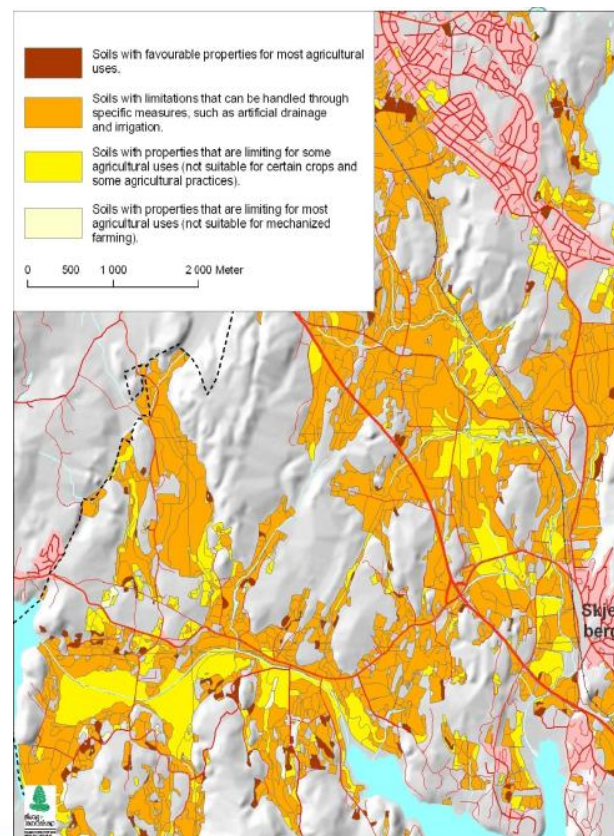 Soils with favourable properties for most agricultural
uses.
Soils with limitations that can be handled through
specific measures, such as artificial drainage
and irrigation.
Soils with properties that are limiting for some
agricultural uses (not suitable for certain crops and
some agricultural practices).
Soils with properties that are limiting for most
agricultural uses (not suitable for mechanized
farming).
0 500 1 000 2 000 Meter
Skje
berg
skog +
landskap